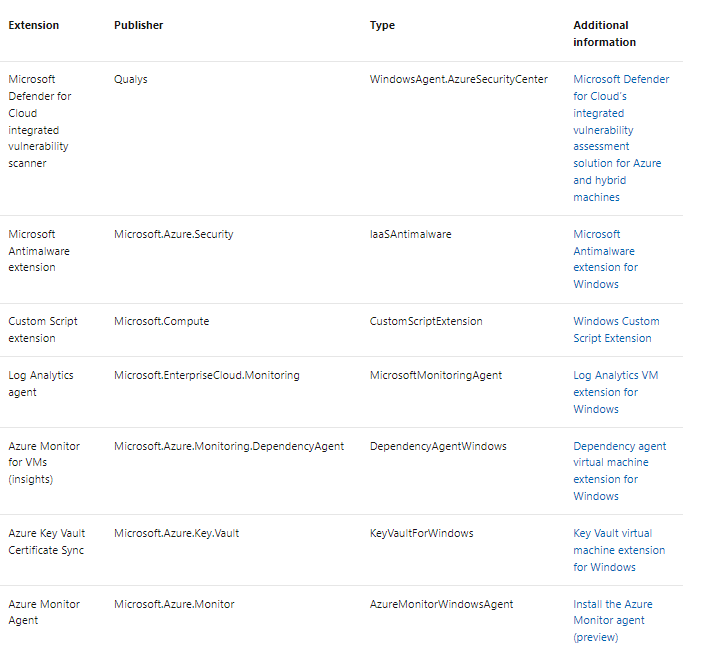 Extension Publisher Type Additional information
Microsoft Defender for Cloud integrated vulnerability scanner Qualys WindowsAgent.AzureSecurityCenter Microsoft Defender for Cloud's integrated vulnerability assessment solution for Azure and hybrid machines
Microsoft Antimalware extension Microsoft.Azure.Security IaaSAntimalware Microsoft Antimalware extension for Windows
Custom Script extension Microsoft.Compute CustomScriptExtension Windows Custom Script Extension
Log Analytics agent Microsoft.EnterpriseCloud.Monitoring MicrosoftMonitoringAgent Log Analytics VM extension for Windows
Azure Monitor for VMs (insights) Microsoft.Azure.Monitoring.DependencyAgent DependencyAgentWindows Dependency agent virtual machine extension for Windows
Azure Key Vault Certificate Sync Microsoft.Azure.Key.Vault KeyVaultForWindows Key Vault virtual machine extension for Windows
Azure Monitor Agent Microsoft.Azure.Monitor AzureMonitorWindowsAgent Install the Azure Monitor agent (preview)